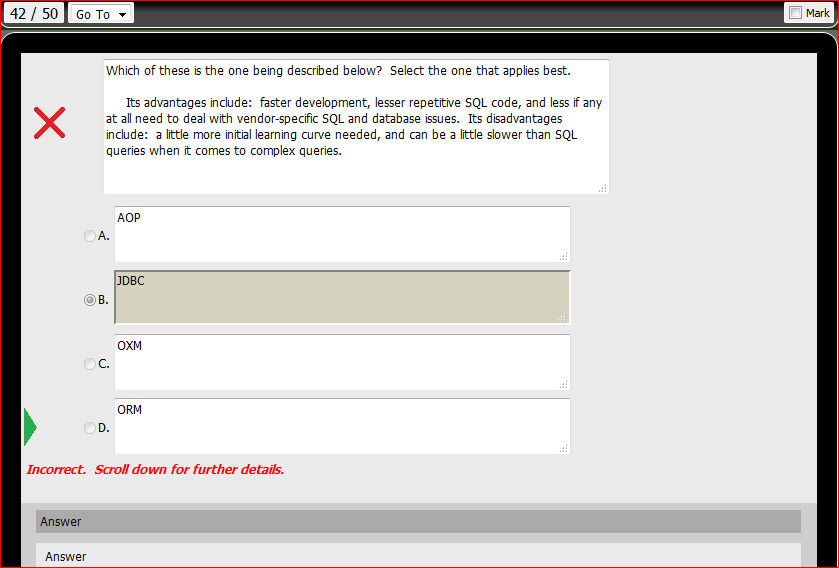 42 / 50 Go To Mark
Which of these is the one being described below? Select the one that applies best.
Its advantages include: faster development, lesser repetitive SQL code, and less if any
at all need to deal with vendor-specific SQL and database issues. Its disadvantages
include: a little more initial learning curve needed, and can be a little slower than SQL
queries when it comes to complex queries.
A. AOP
B. JDBC
C. OXM
D. ORM
Incorrect. Scroll down for further details.
Answer
Answer